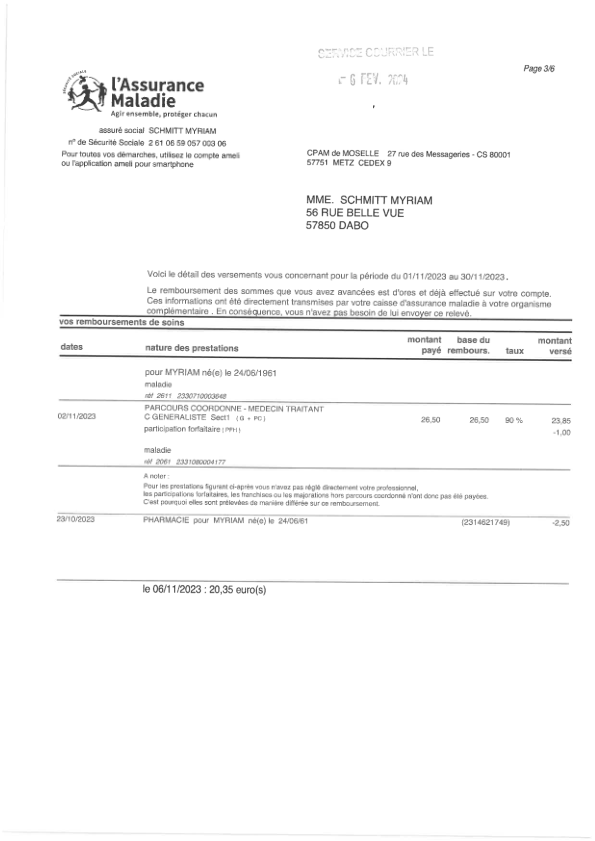 SERVICE COURRIER LE
- 6 FEV. 2024
Page 3/6
SÉCURITÉ SOCIALE
l'Assurance
Maladie
Agir ensemble, protéger chacun
assuré social SCHMITT MYRIAM
n° de Sécurité Sociale 2 61 06 59 057 003 06
Pour toutes vos démarches, utilisez le compte ameli
ou l'application ameli pour smartphone
CPAM de MOSELLE 27 rue des Messageries - CS 80001
57751 METZ CEDEX 9
MME. SCHMITT MYRIAM
56 RUE BELLE VUE
57850 DABO
Voici le détail des versements vous concernant pour la période du 01/11/2023 au 30/11/2023.
Le remboursement des sommes que vous avez avancées est d'ores et déjà effectué sur votre compte.
Ces informations ont été directement transmises par votre caisse d'assurance maladie à votre organisme
complémentaire . En conséquence, vous n'avez pas besoin de lui envoyer ce relevé.
vos remboursements de soins
dates nature des prestations montant payé base du rembours. taux montant versé
pour MYRIAM né(e) le 24/06/1961
maladie
réf 2611 2330710003648
PARCOURS COORDONNE - MEDECIN TRAITANT
02/11/2023 C GENERALISTE Sect1 ( G + PC ) 26,50 26,50 90 % 23,85
participation forfaitaire ( PFH ) -1,00
maladie
réf 2061 2331080004177
A noter :
Pour les prestations figurant ci-après vous n'avez pas réglé directement votre professionnel,
les participations forfaitaires, les franchises ou les majorations hors parcours coordonné n'ont donc pas été payées.
C'est pourquoi elles sont prélevées de manière différée sur ce remboursement.
23/10/2023 PHARMACIE pour MYRIAM né(e) le 24/06/61 (2314621749) -2,50
le 06/11/2023 : 20,35 euro(s)